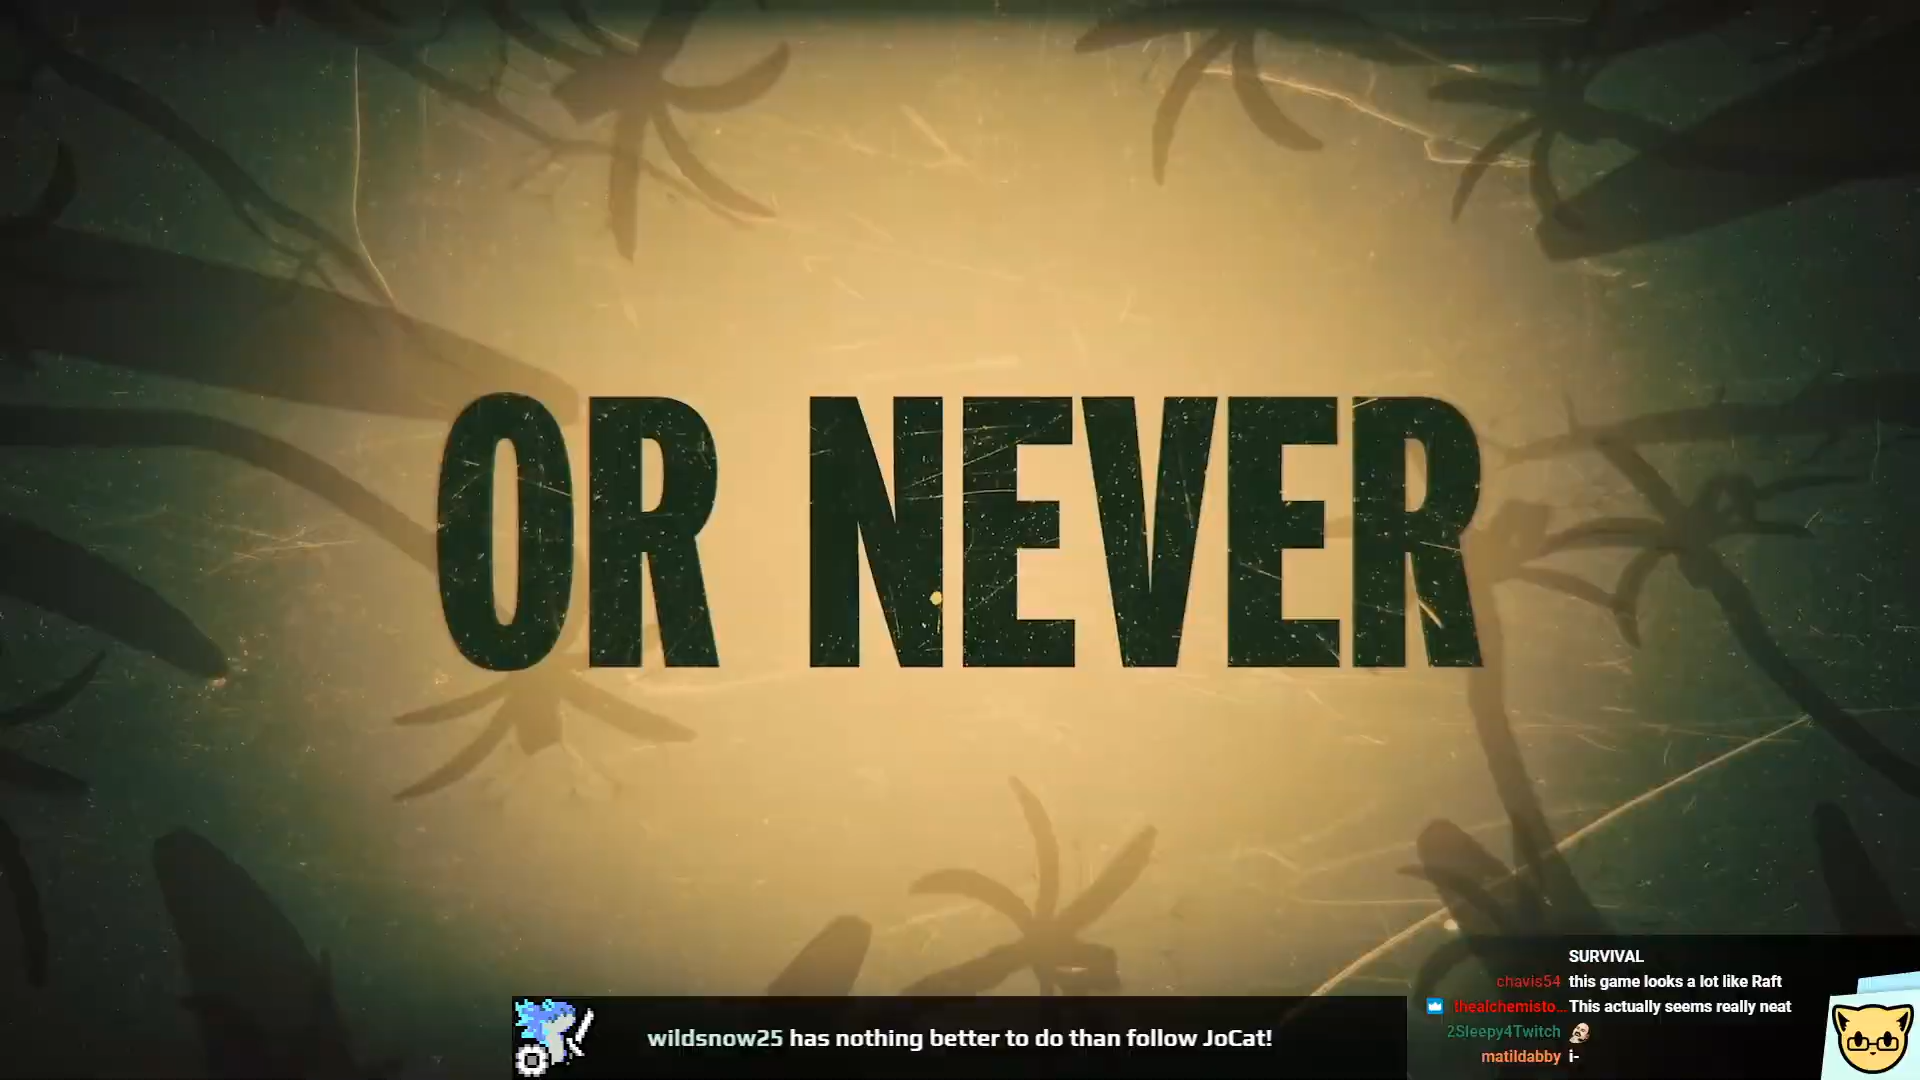 OR NEVER
SURVIVAL
chavis54 this game looks a lot like Raft
thealchemisto... This actually seems really neat
2Sleepy4Twitch
matildabby i-
wildsnow25 has nothing better to do than follow JoCat!